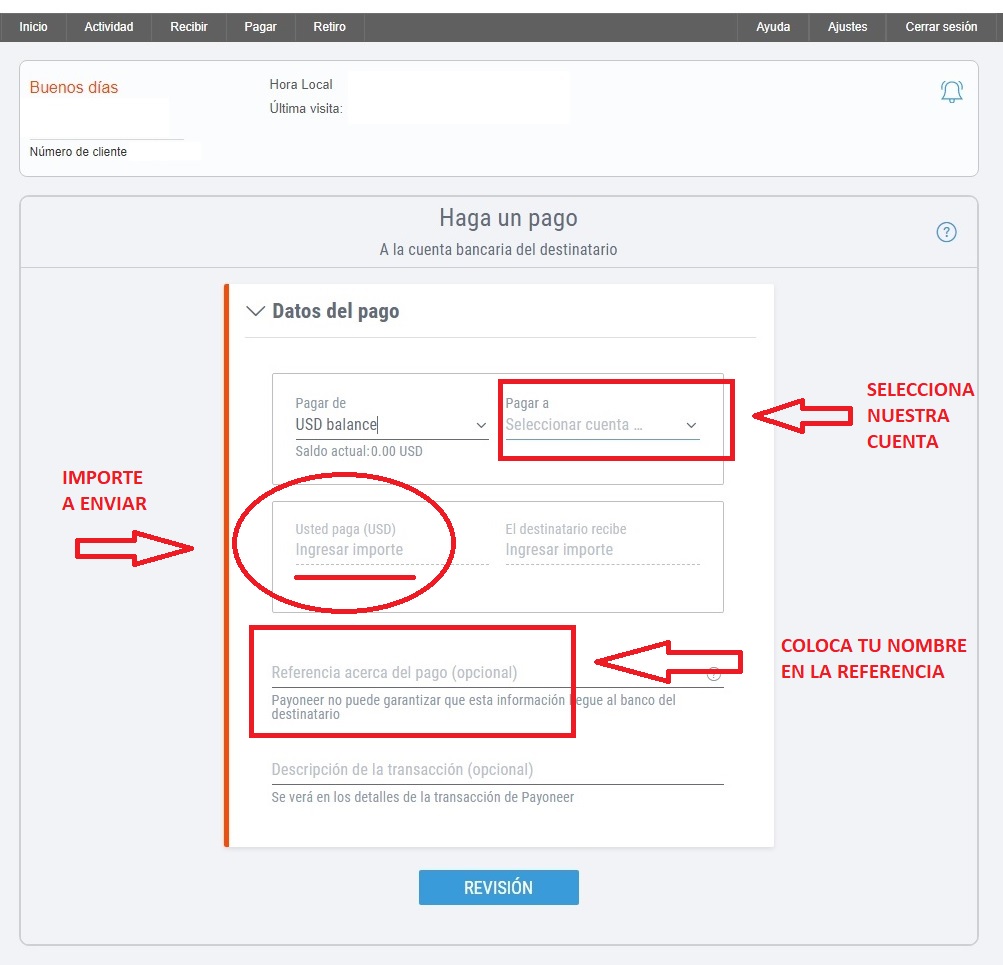 Inicio Actividad Recibir Pagar Retiro Ayuda Ajustes Cerrar sesión
Buenos días
Hora Local
Última visita:
Número de cliente
Haga un pago
A la cuenta bancaria del destinatario
?
Datos del pago
Pagar de
USD balance
Saldo actual:0.00 USD
Pagar a
Seleccionar cuenta ...
SELECCIONA
NUESTRA
CUENTA
IMPORTE
A ENVIAR
Usted paga (USD)
Ingresar importe
El destinatario recibe
Ingresar importe
Referencia acerca del pago (opcional)
?
Payoneer no puede garantizar que esta información llegue al banco del
destinatario
COLOCA TU NOMBRE
EN LA REFERENCIA
Descripción de la transacción (opcional)
Se verá en los detalles de la transacción de Payoneer
REVISIÓN